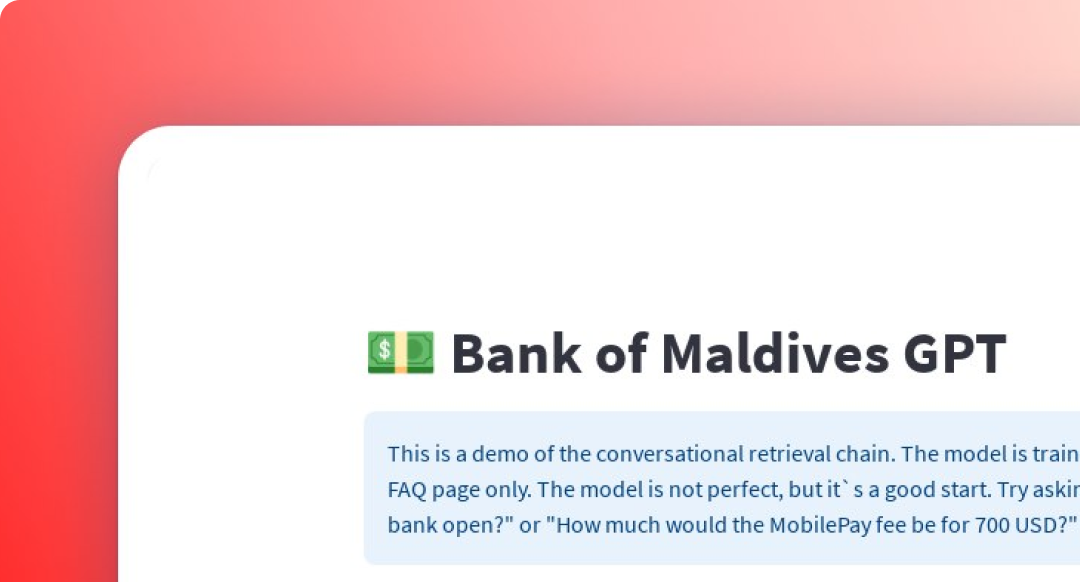 Bank of Maldives GPT
This is a demo of the conversational retrieval chain. The model is train
FAQ page only. The model is not perfect, but it`s a good start. Try askin
bank open?" or "How much would the MobilePay fee be for 700 USD?"